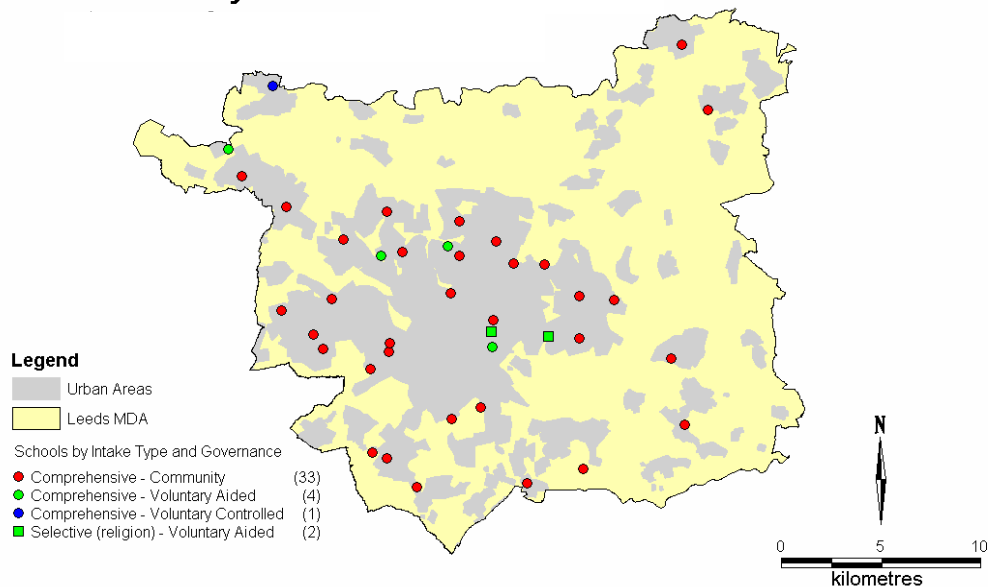 Legend
Urban Areas
Leeds MDA
Schools by Intake Type and Governance
Comprehensive - Community (33)
Comprehensive - Voluntary Aided (4)
Comprehensive - Voluntary Controlled (1)
Selective (religion) - Voluntary Aided (2)
N
0 5 10
kilometres